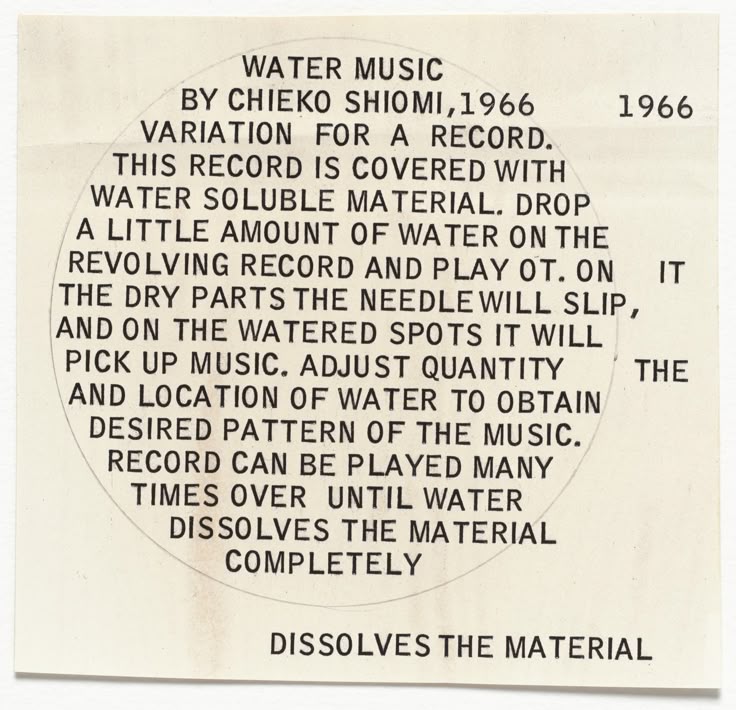 WATER MUSIC
BY CHIEKO SHIOMI, 1966 1966
VARIATION FOR A RECORD.
THIS RECORD IS COVERED WITH
WATER SOLUBLE MATERIAL. DROP
A LITTLE AMOUNT OF WATER ON THE
REVOLVING RECORD AND PLAY OT. ON IT
THE DRY PARTS THE NEEDLE WILL SLIP,
AND ON THE WATERED SPOTS IT WILL
PICK UP MUSIC. ADJUST QUANTITY THE
AND LOCATION OF WATER TO OBTAIN
DESIRED PATTERN OF THE MUSIC.
RECORD CAN BE PLAYED MANY
TIMES OVER UNTIL WATER
DISSOLVES THE MATERIAL
COMPLETELY
DISSOLVES THE MATERIAL